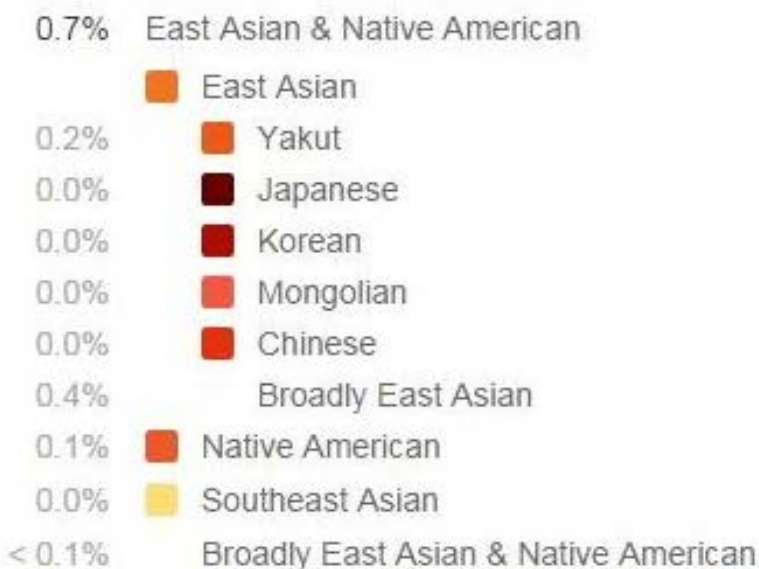 0.7% East Asian & Native American
East Asian
0.2% Yakut
0.0% Japanese
0.0% Korean
0.0% Mongolian
0.0% Chinese
0.4% Broadly East Asian
0.1% Native American
0.0% Southeast Asian
< 0.1% Broadly East Asian & Native American